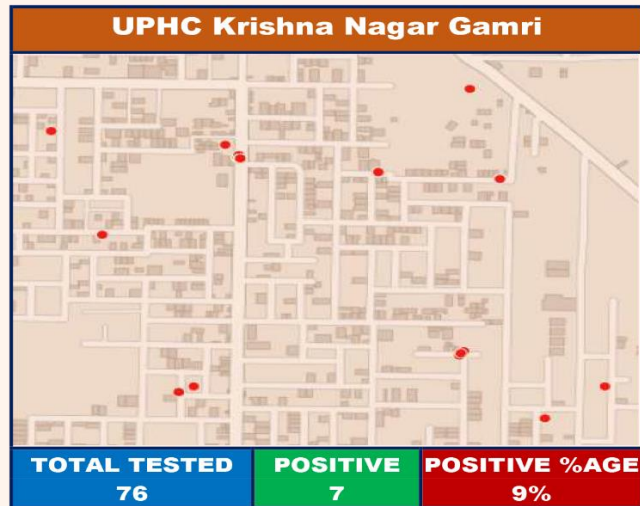 UPHC Krishna Nagar Gamri
TOTAL TESTED POSITIVE POSITIVE %AGE
76 7 9%